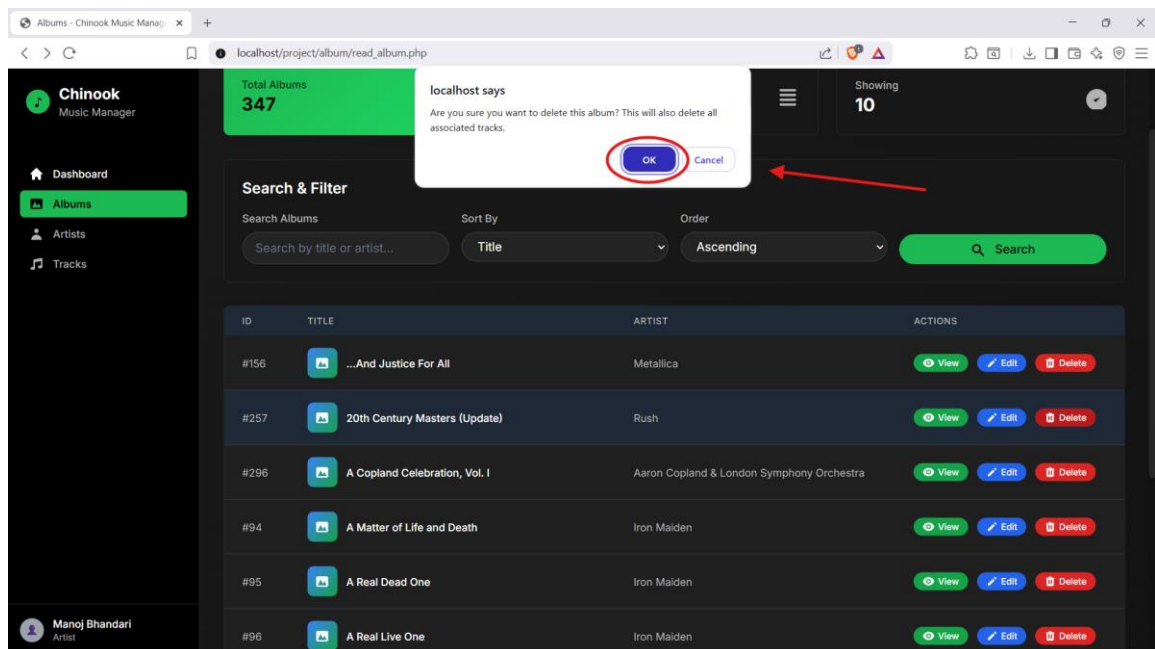 Albums - Chinook Music Manag
localhost/project/album/read_album.php
Chinook
Music Manager
Dashboard
Albums
Artists
Tracks
Manoj Bhandari
Artist
Total Albums
347
Showing
10
localhost says
Are you sure you want to delete this album? This will also delete all
associated tracks.
OK Cancel
Search & Filter
Search Albums Sort By Order
Search by title or artist... Title Ascending Search
ID TITLE ARTIST ACTIONS
#156 ...And Justice For All Metallica View Edit Delete
#257 20th Century Masters (Update) Rush View Edit Delete
#296 A Copland Celebration, Vol. I Aaron Copland & London Symphony Orchestra View Edit Delete
#94 A Matter of Life and Death Iron Maiden View Edit Delete
#95 A Real Dead One Iron Maiden View Edit Delete
#96 A Real Live One Iron Maiden View Edit Delete